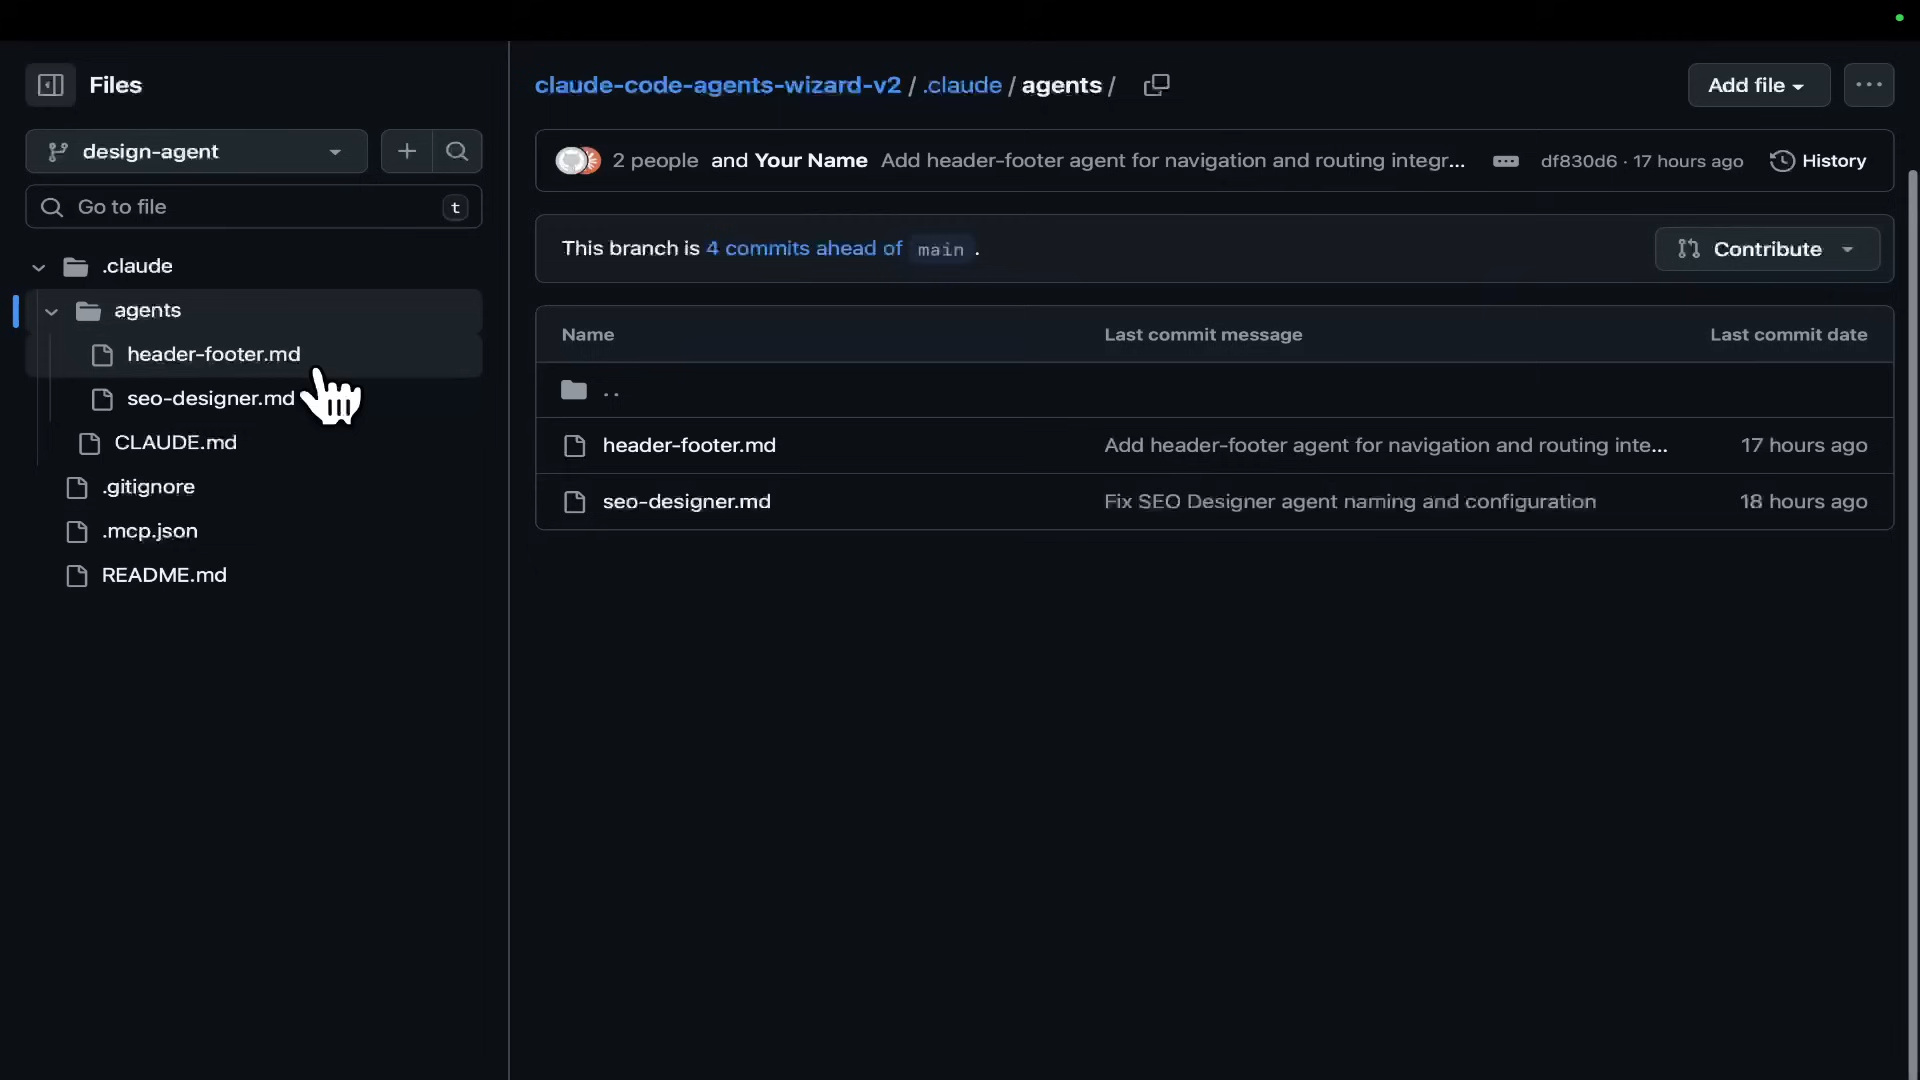 Files
design-agent
Go to file
t
.claude
agents
header-footer.md
seo-designer.md
CLAUDE.md
.gitignore
.mcp.json
README.md
claude-code-agents-wizard-v2 / .claude / agents /
Add file
2 people and Your Name Add header-footer agent for navigation and routing integr... df830d6 · 17 hours ago History
This branch is 4 commits ahead of main .
Contribute
Name Last commit message Last commit date
..
header-footer.md Add header-footer agent for navigation and routing inte... 17 hours ago
seo-designer.md Fix SEO Designer agent naming and configuration 18 hours ago